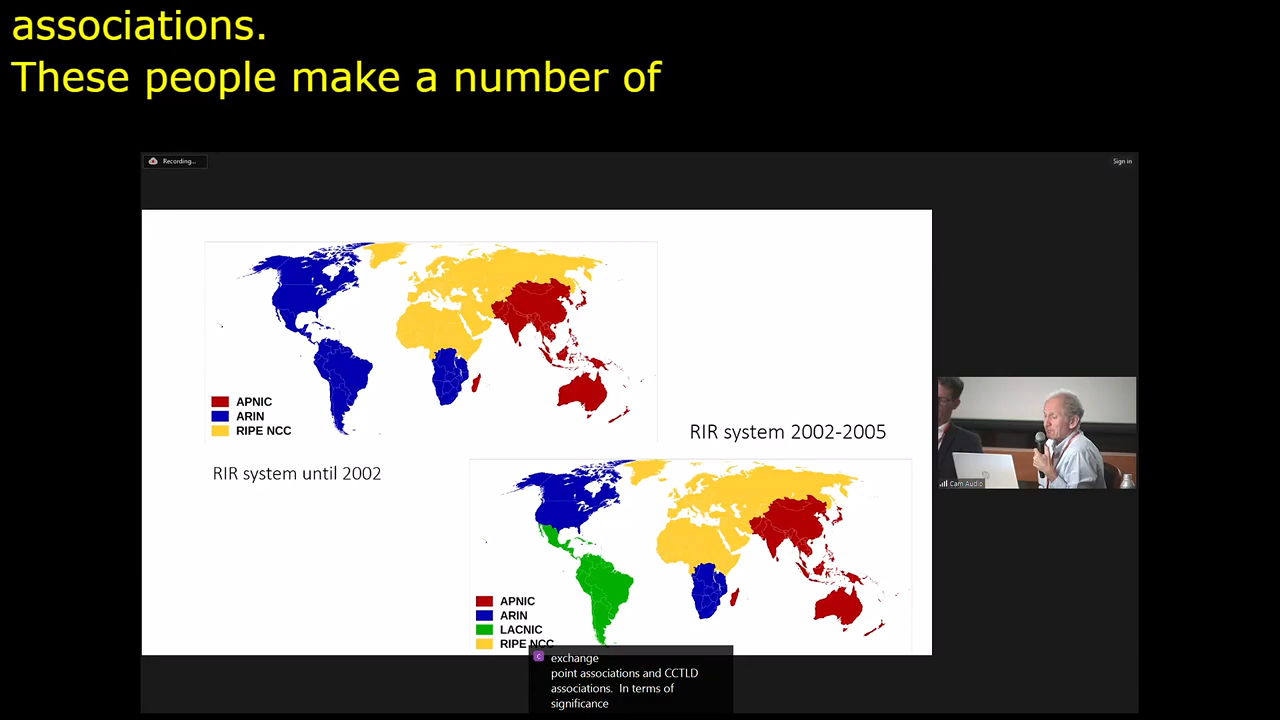 associations.
These people make a number of
Recording...
Sign in
APNIC
ARIN
RIPE NCC
RIR system until 2002
RIR system 2002-2005
APNIC
ARIN
LACNIC
RIPE NCC
Cam Audio
C
exchange
point associations and CCTLD
associations. In terms of
significance